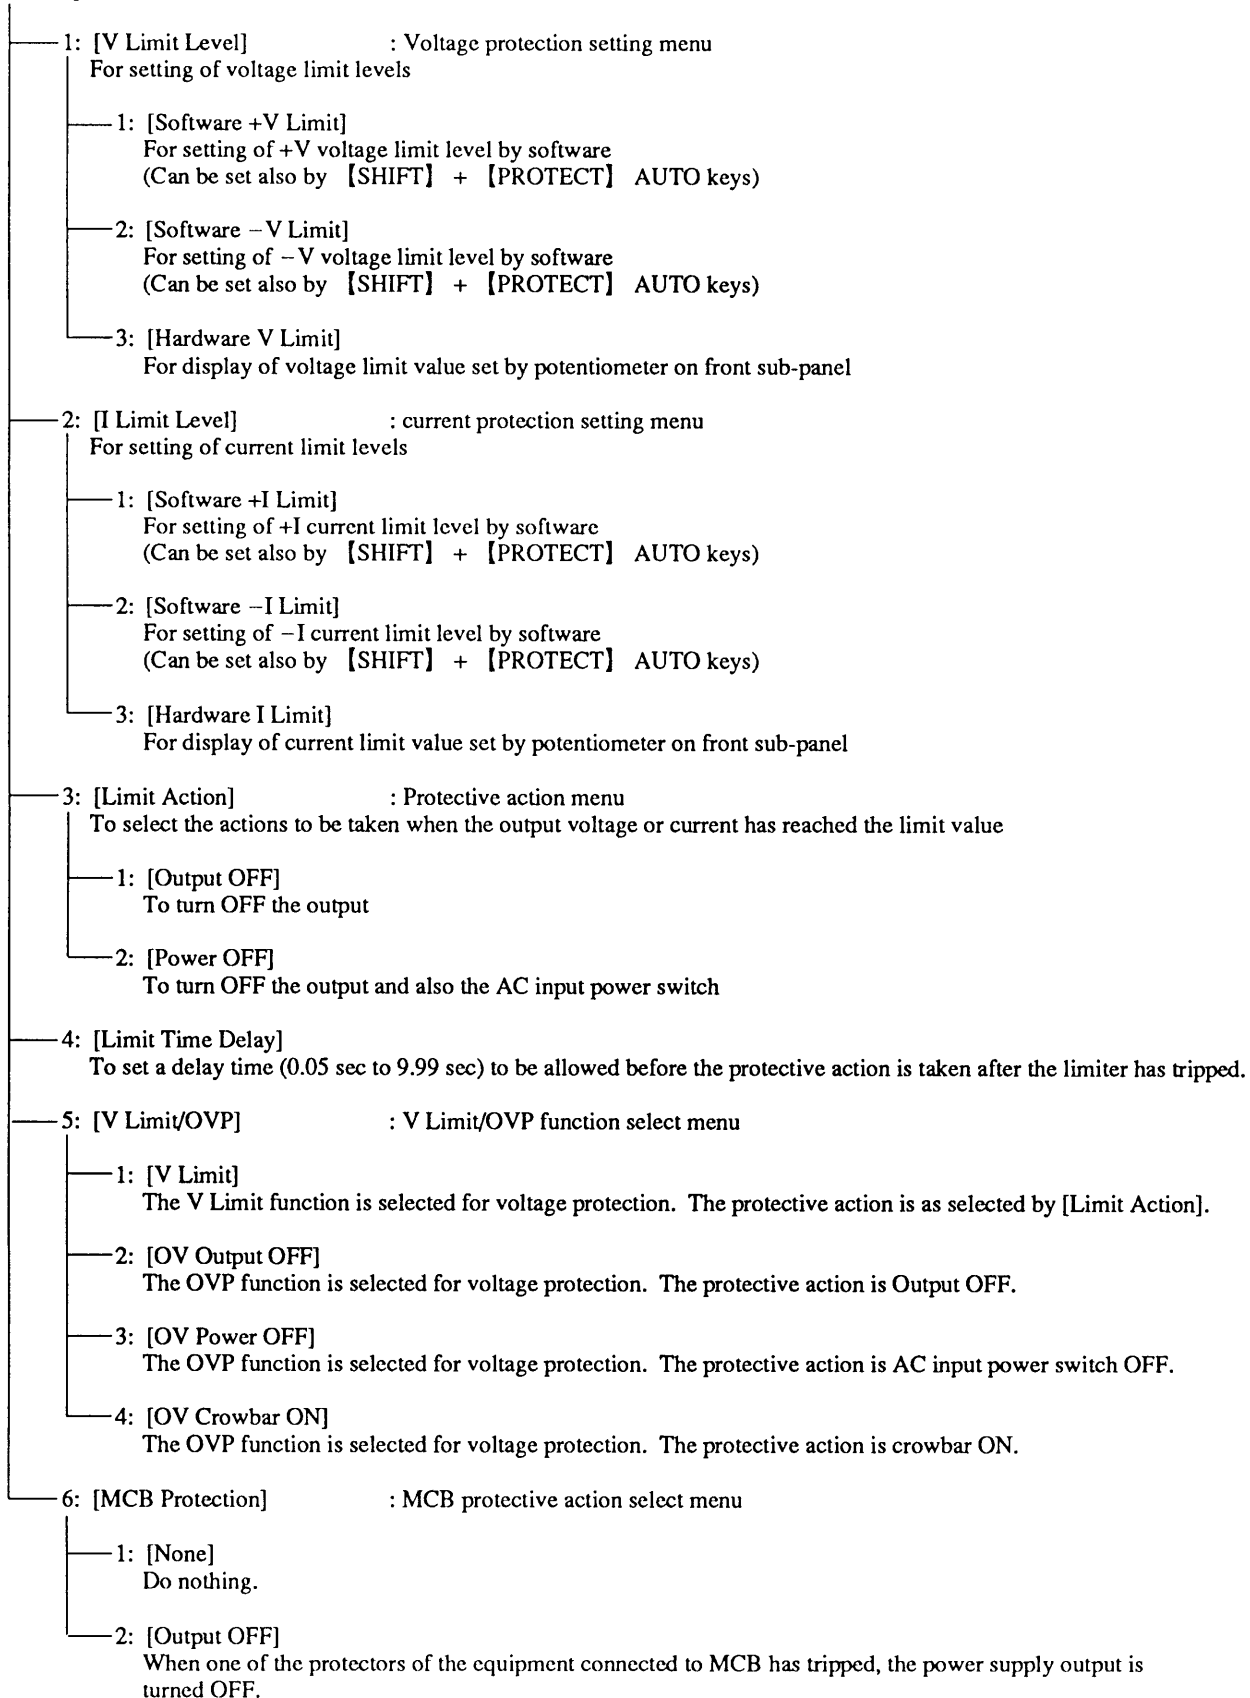 1: [V Limit Level] : Voltage protection setting menu
For setting of voltage limit levels
1: [Software +V Limit]
For setting of +V voltage limit level by software
(Can be set also by 【SHIFT】 + 【PROTECT】 AUTO keys)
2: [Software −V Limit]
For setting of −V voltage limit level by software
(Can be set also by 【SHIFT】 + 【PROTECT】 AUTO keys)
3: [Hardware V Limit]
For display of voltage limit value set by potentiometer on front sub-panel
2: [I Limit Level] : current protection setting menu
For setting of current limit levels
1: [Software +I Limit]
For setting of +I current limit level by software
(Can be set also by 【SHIFT】 + 【PROTECT】 AUTO keys)
2: [Software −I Limit]
For setting of −I current limit level by software
(Can be set also by 【SHIFT】 + 【PROTECT】 AUTO keys)
3: [Hardware I Limit]
For display of current limit value set by potentiometer on front sub-panel
3: [Limit Action] : Protective action menu
To select the actions to be taken when the output voltage or current has reached the limit value
1: [Output OFF]
To turn OFF the output
2: [Power OFF]
To turn OFF the output and also the AC input power switch
4: [Limit Time Delay]
To set a delay time (0.05 sec to 9.99 sec) to be allowed before the protective action is taken after the limiter has tripped.
5: [V Limit/OVP] : V Limit/OVP function select menu
1: [V Limit]
The V Limit function is selected for voltage protection. The protective action is as selected by [Limit Action].
2: [OV Output OFF]
The OVP function is selected for voltage protection. The protective action is Output OFF.
3: [OV Power OFF]
The OVP function is selected for voltage protection. The protective action is AC input power switch OFF.
4: [OV Crowbar ON]
The OVP function is selected for voltage protection. The protective action is crowbar ON.
6: [MCB Protection] : MCB protective action select menu
1: [None]
Do nothing.
2: [Output OFF]
When one of the protectors of the equipment connected to MCB has tripped, the power supply output is
turned OFF.